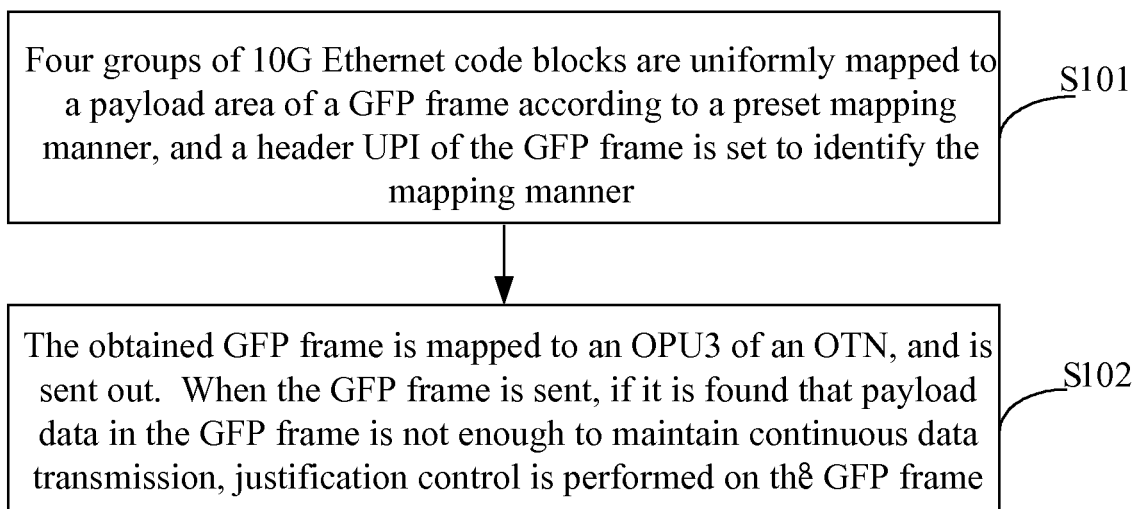 Four groups of 10G Ethernet code blocks are uniformly mapped to
a payload area of a GFP frame according to a preset mapping
manner, and a header UPI of the GFP frame is set to identify the
mapping manner
S101
The obtained GFP frame is mapped to an OPU3 of an OTN, and is
sent out. When the GFP frame is sent, if it is found that payload
data in the GFP frame is not enough to maintain continuous data
transmission, justification control is performed on th8 GFP frame
S102